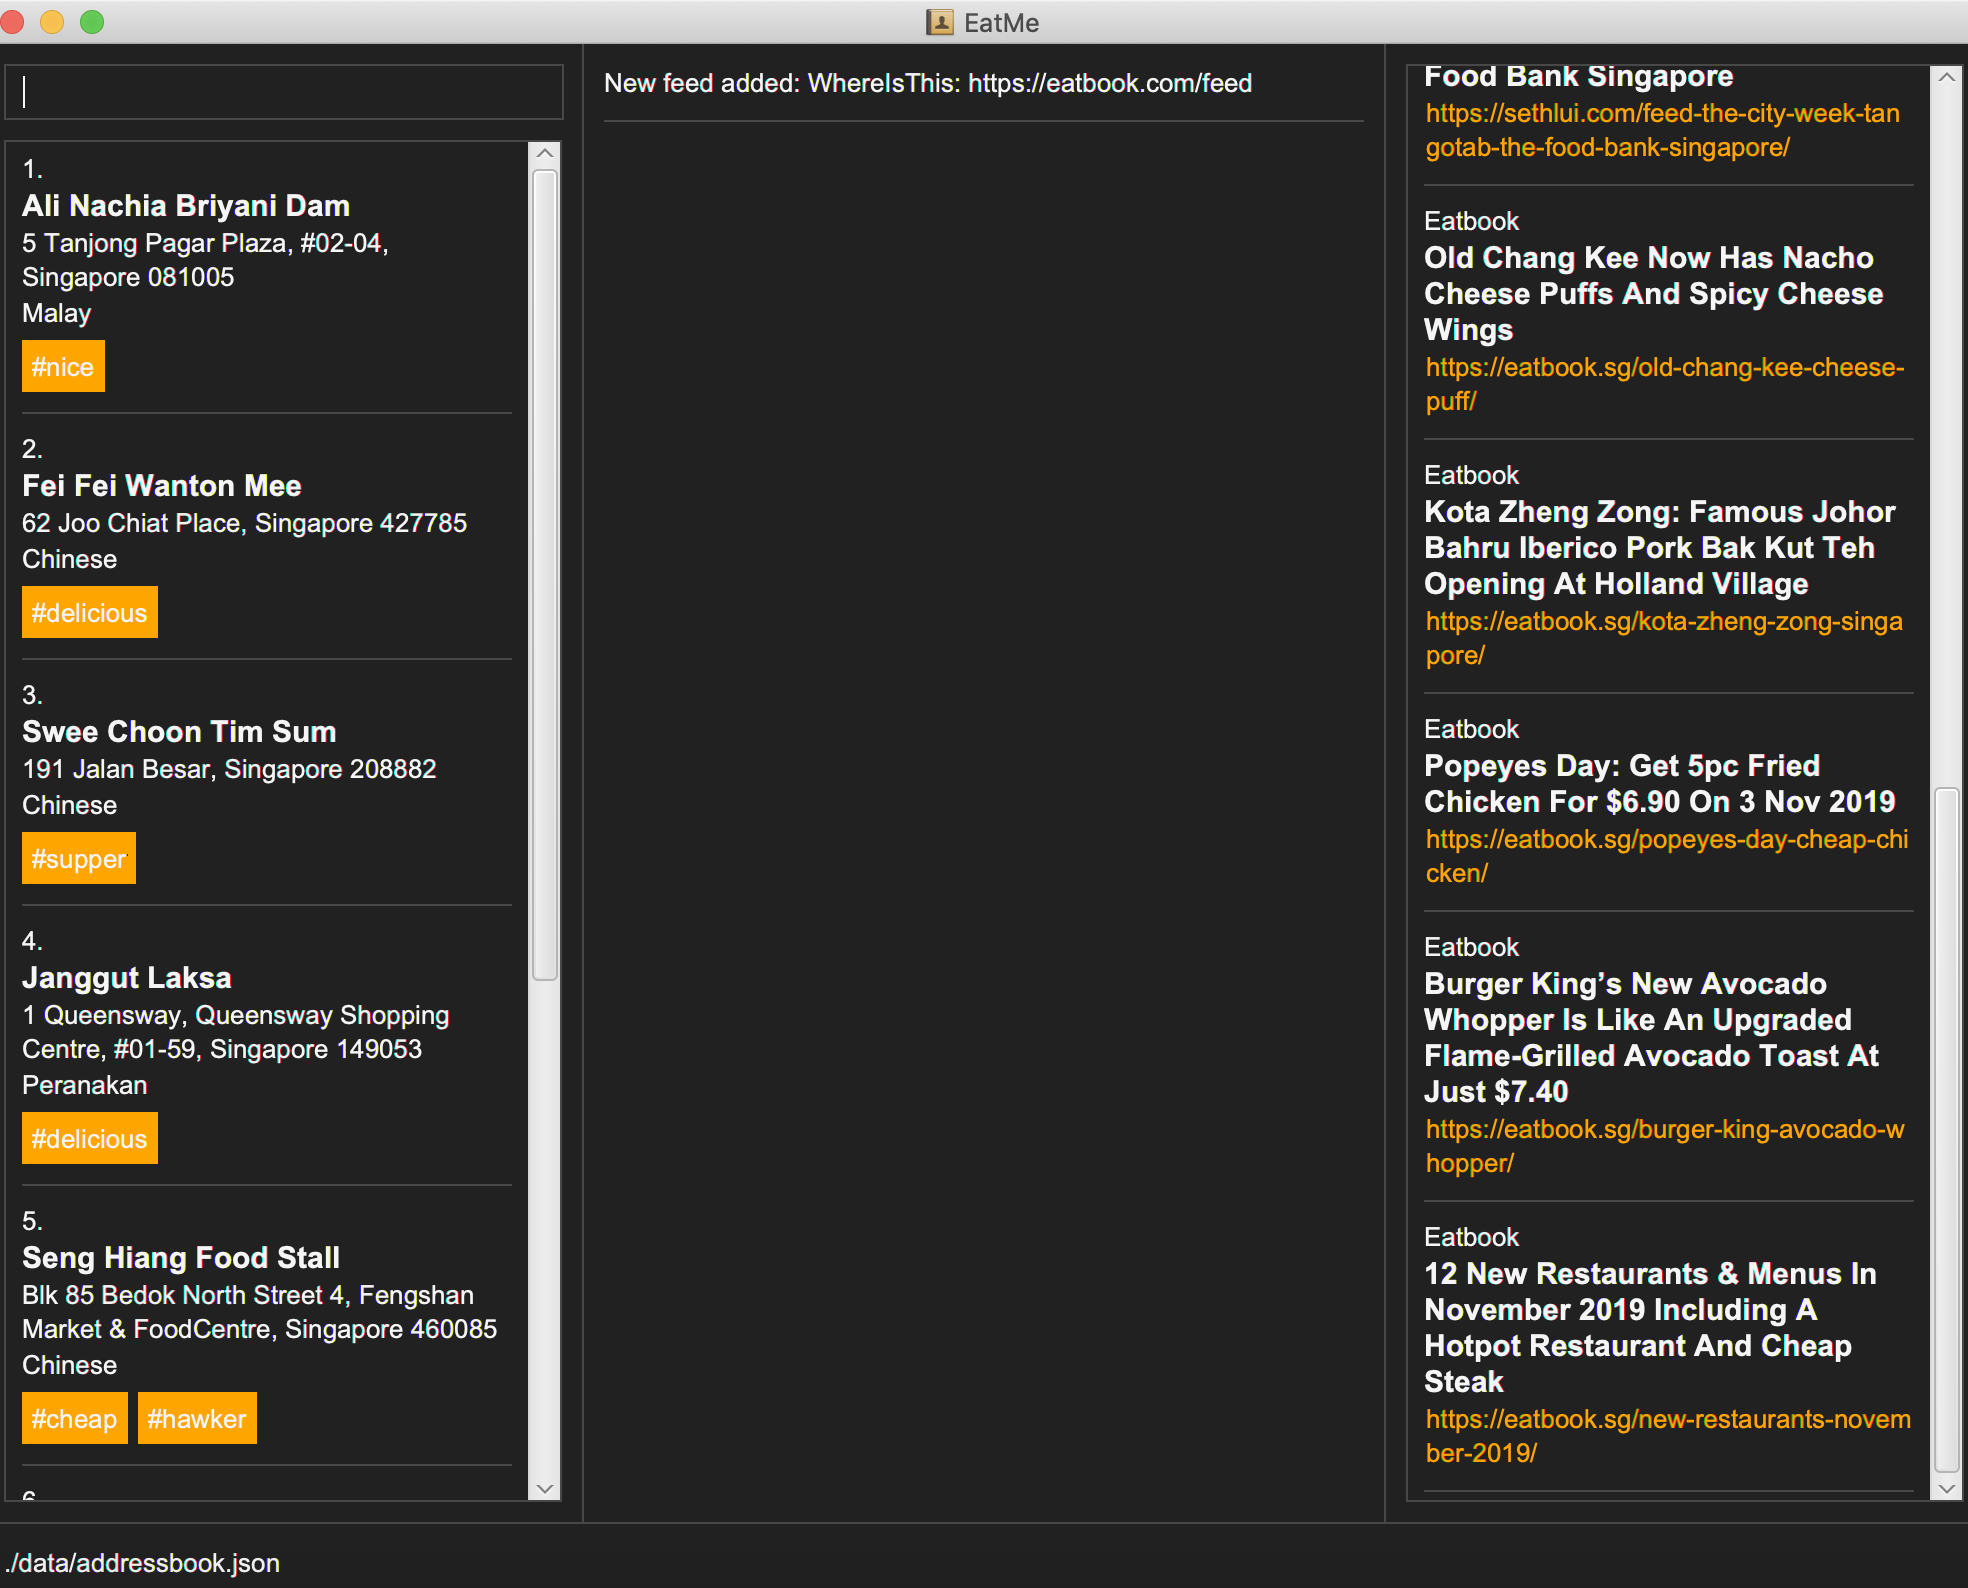 EatMe
1.
Ali Nachia Briyani Dam
5 Tanjong Pagar Plaza, #02-04,
Singapore 081005
Malay
#nice
2.
Fei Fei Wanton Mee
62 Joo Chiat Place, Singapore 427785
Chinese
#delicious
3.
Swee Choon Tim Sum
191 Jalan Besar, Singapore 208882
Chinese
#supper
4.
Janggut Laksa
1 Queensway, Queensway Shopping
Centre, #01-59, Singapore 149053
Peranakan
#delicious
5.
Seng Hiang Food Stall
Blk 85 Bedok North Street 4, Fengshan
Market & FoodCentre, Singapore 460085
Chinese
#cheap #hawker
New feed added: WhereIsThis: https://eatbook.com/feed
Food Bank Singapore
https://sethlui.com/feed-the-city-week-tan
gotab-the-food-bank-singapore/
Eatbook
Old Chang Kee Now Has Nacho
Cheese Puffs And Spicy Cheese
Wings
https://eatbook.sg/old-chang-kee-cheese-
puff/
Eatbook
Kota Zheng Zong: Famous Johor
Bahru Iberico Pork Bak Kut Teh
Opening At Holland Village
https://eatbook.sg/kota-zheng-zong-singa
pore/
Eatbook
Popeyes Day: Get 5pc Fried
Chicken For $6.90 On 3 Nov 2019
https://eatbook.sg/popeyes-day-cheap-chi
cken/
Eatbook
Burger King’s New Avocado
Whopper Is Like An Upgraded
Flame-Grilled Avocado Toast At
Just $7.40
https://eatbook.sg/burger-king-avocado-w
hopper/
Eatbook
12 New Restaurants & Menus In
November 2019 Including A
Hotpot Restaurant And Cheap
Steak
https://eatbook.sg/new-restaurants-novem
ber-2019/
./data/addressbook.json